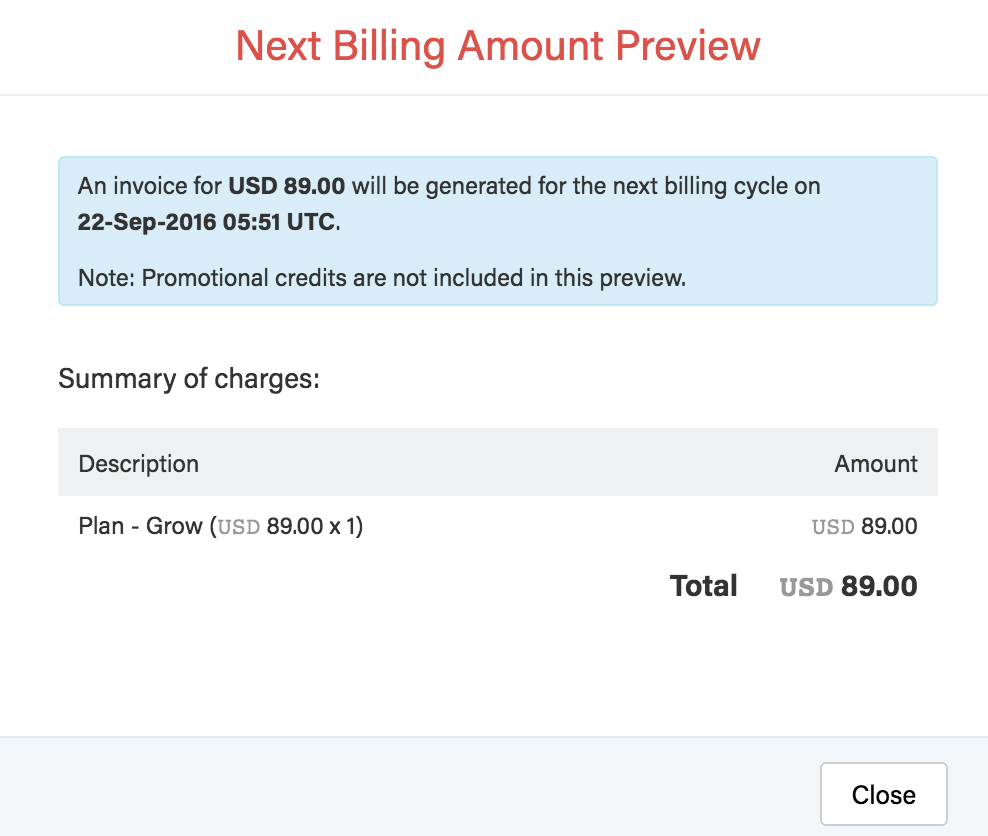 Next Billing Amount Preview
An invoice for USD 89.00 will be generated for the next billing cycle on
22-Sep-2016 05:51 UTC.
Note: Promotional credits are not included in this preview.
Summary of charges:
Description Amount
Plan - Grow (USD 89.00 x 1) USD 89.00
Total USD 89.00
Close